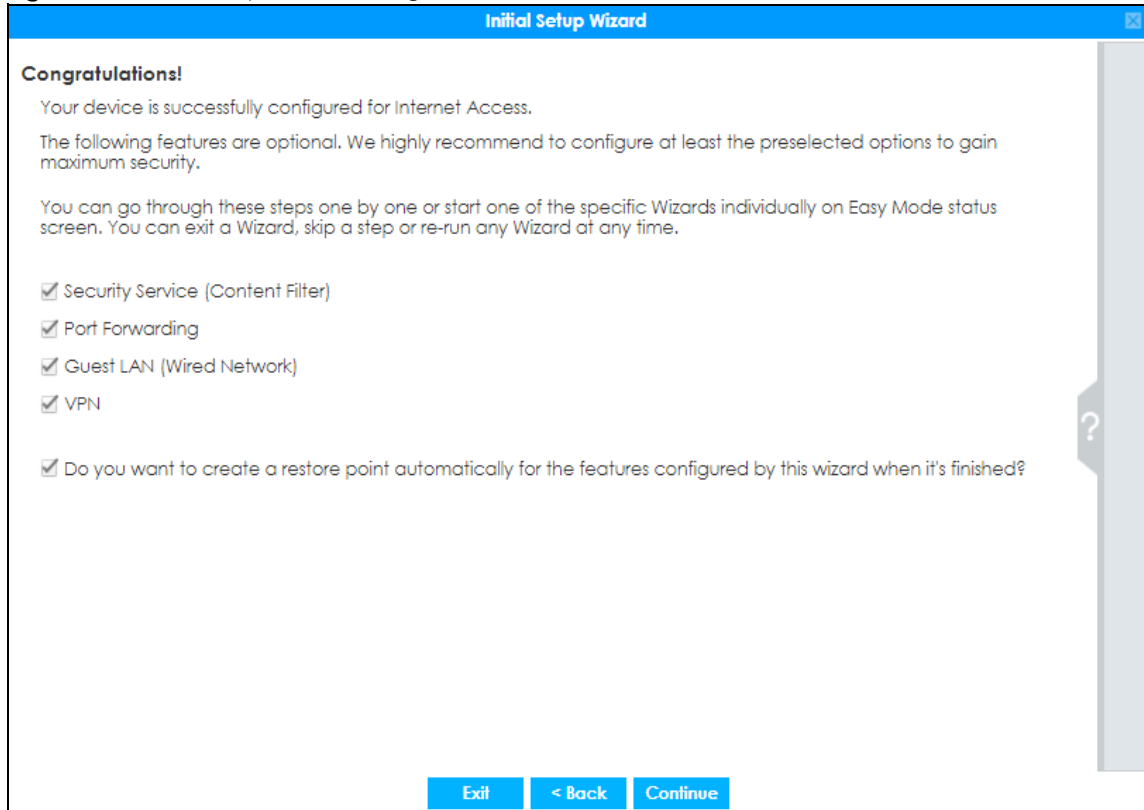 Initial Setup Wizard
Congratulations!
Your device is successfully configured for Internet Access.
The following features are optional. We highly recommend to configure at least the preselected options to gain
maximum security.
You can go through these steps one by one or start one of the specific Wizards individually on Easy Mode status
screen. You can exit a Wizard, skip a step or re-run any Wizard at any time.
Security Service (Content Filter)
Port Forwarding
Guest LAN (Wired Network)
VPN
?
Do you want to create a restore point automatically for the features configured by this wizard when it's finished?
Exit
< Back
Continue